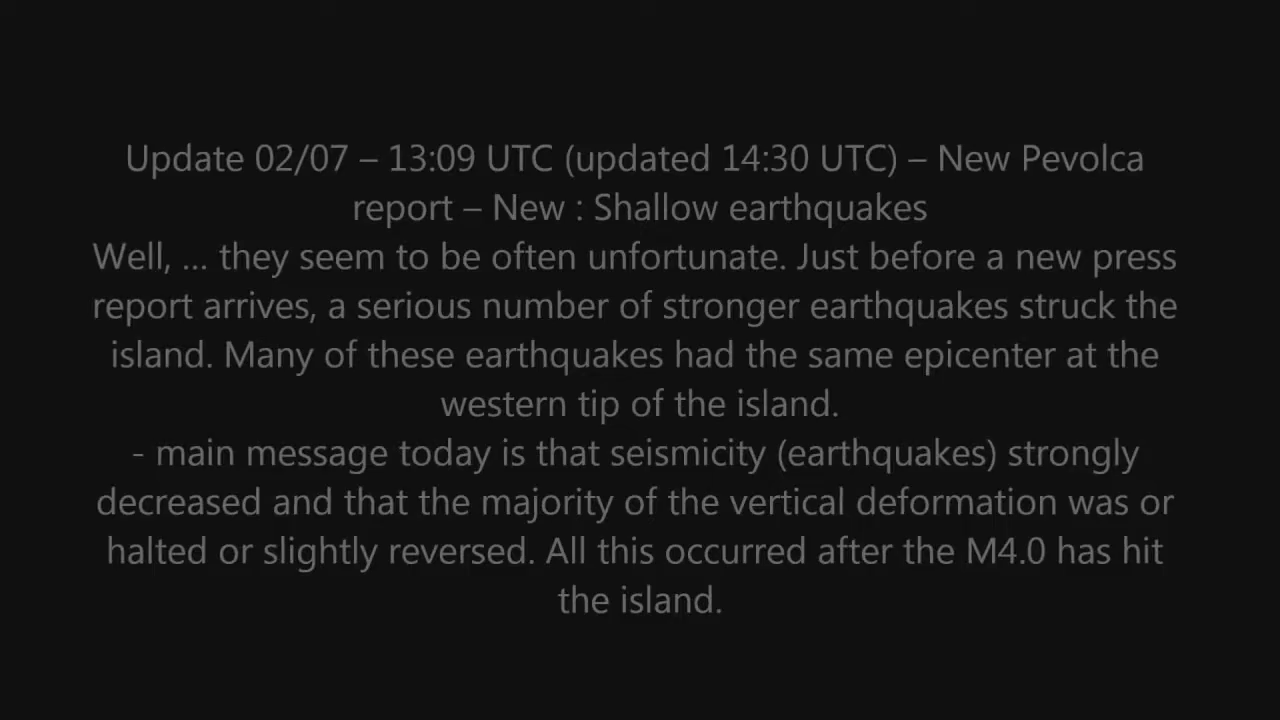 Update 02/07 – 13:09 UTC (updated 14:30 UTC) – New Pevolca
report – New : Shallow earthquakes
Well, ... they seem to be often unfortunate. Just before a new press
report arrives, a serious number of stronger earthquakes struck the
island. Many of these earthquakes had the same epicenter at the
western tip of the island.
- main message today is that seismicity (earthquakes) strongly
decreased and that the majority of the vertical deformation was or
halted or slightly reversed. All this occurred after the M4.0 has hit
the island.